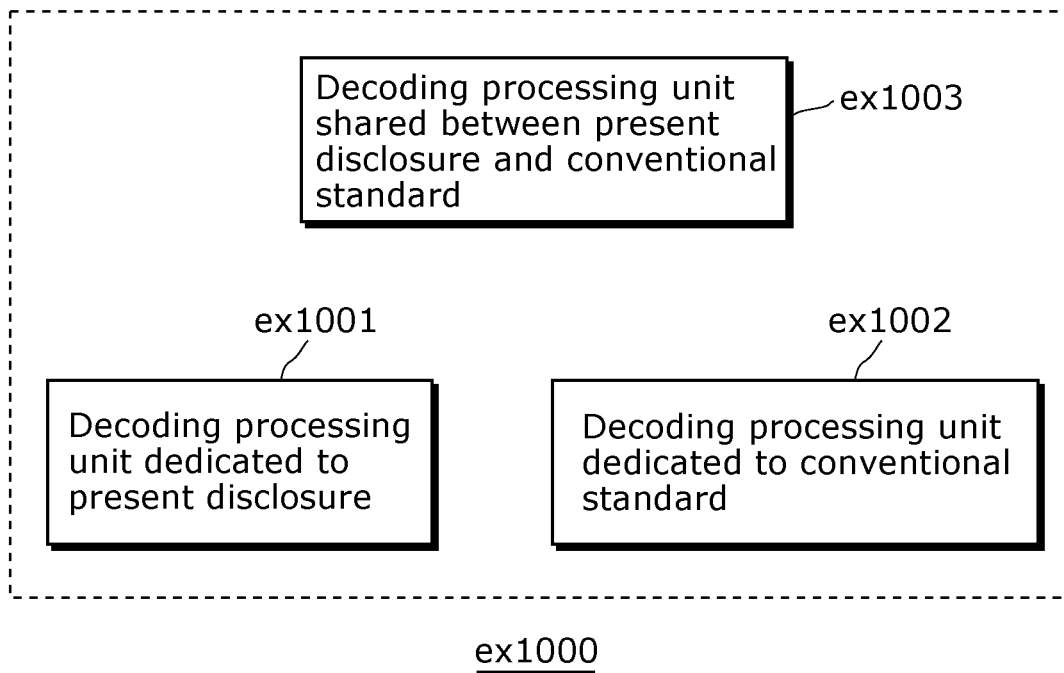 Decoding processing unit
shared between present
disclosure and conventional
standard
ex1003
ex1001
ex1002
Decoding processing
unit dedicated to
present disclosure
Decoding processing unit
dedicated to conventional
standard
ex1000